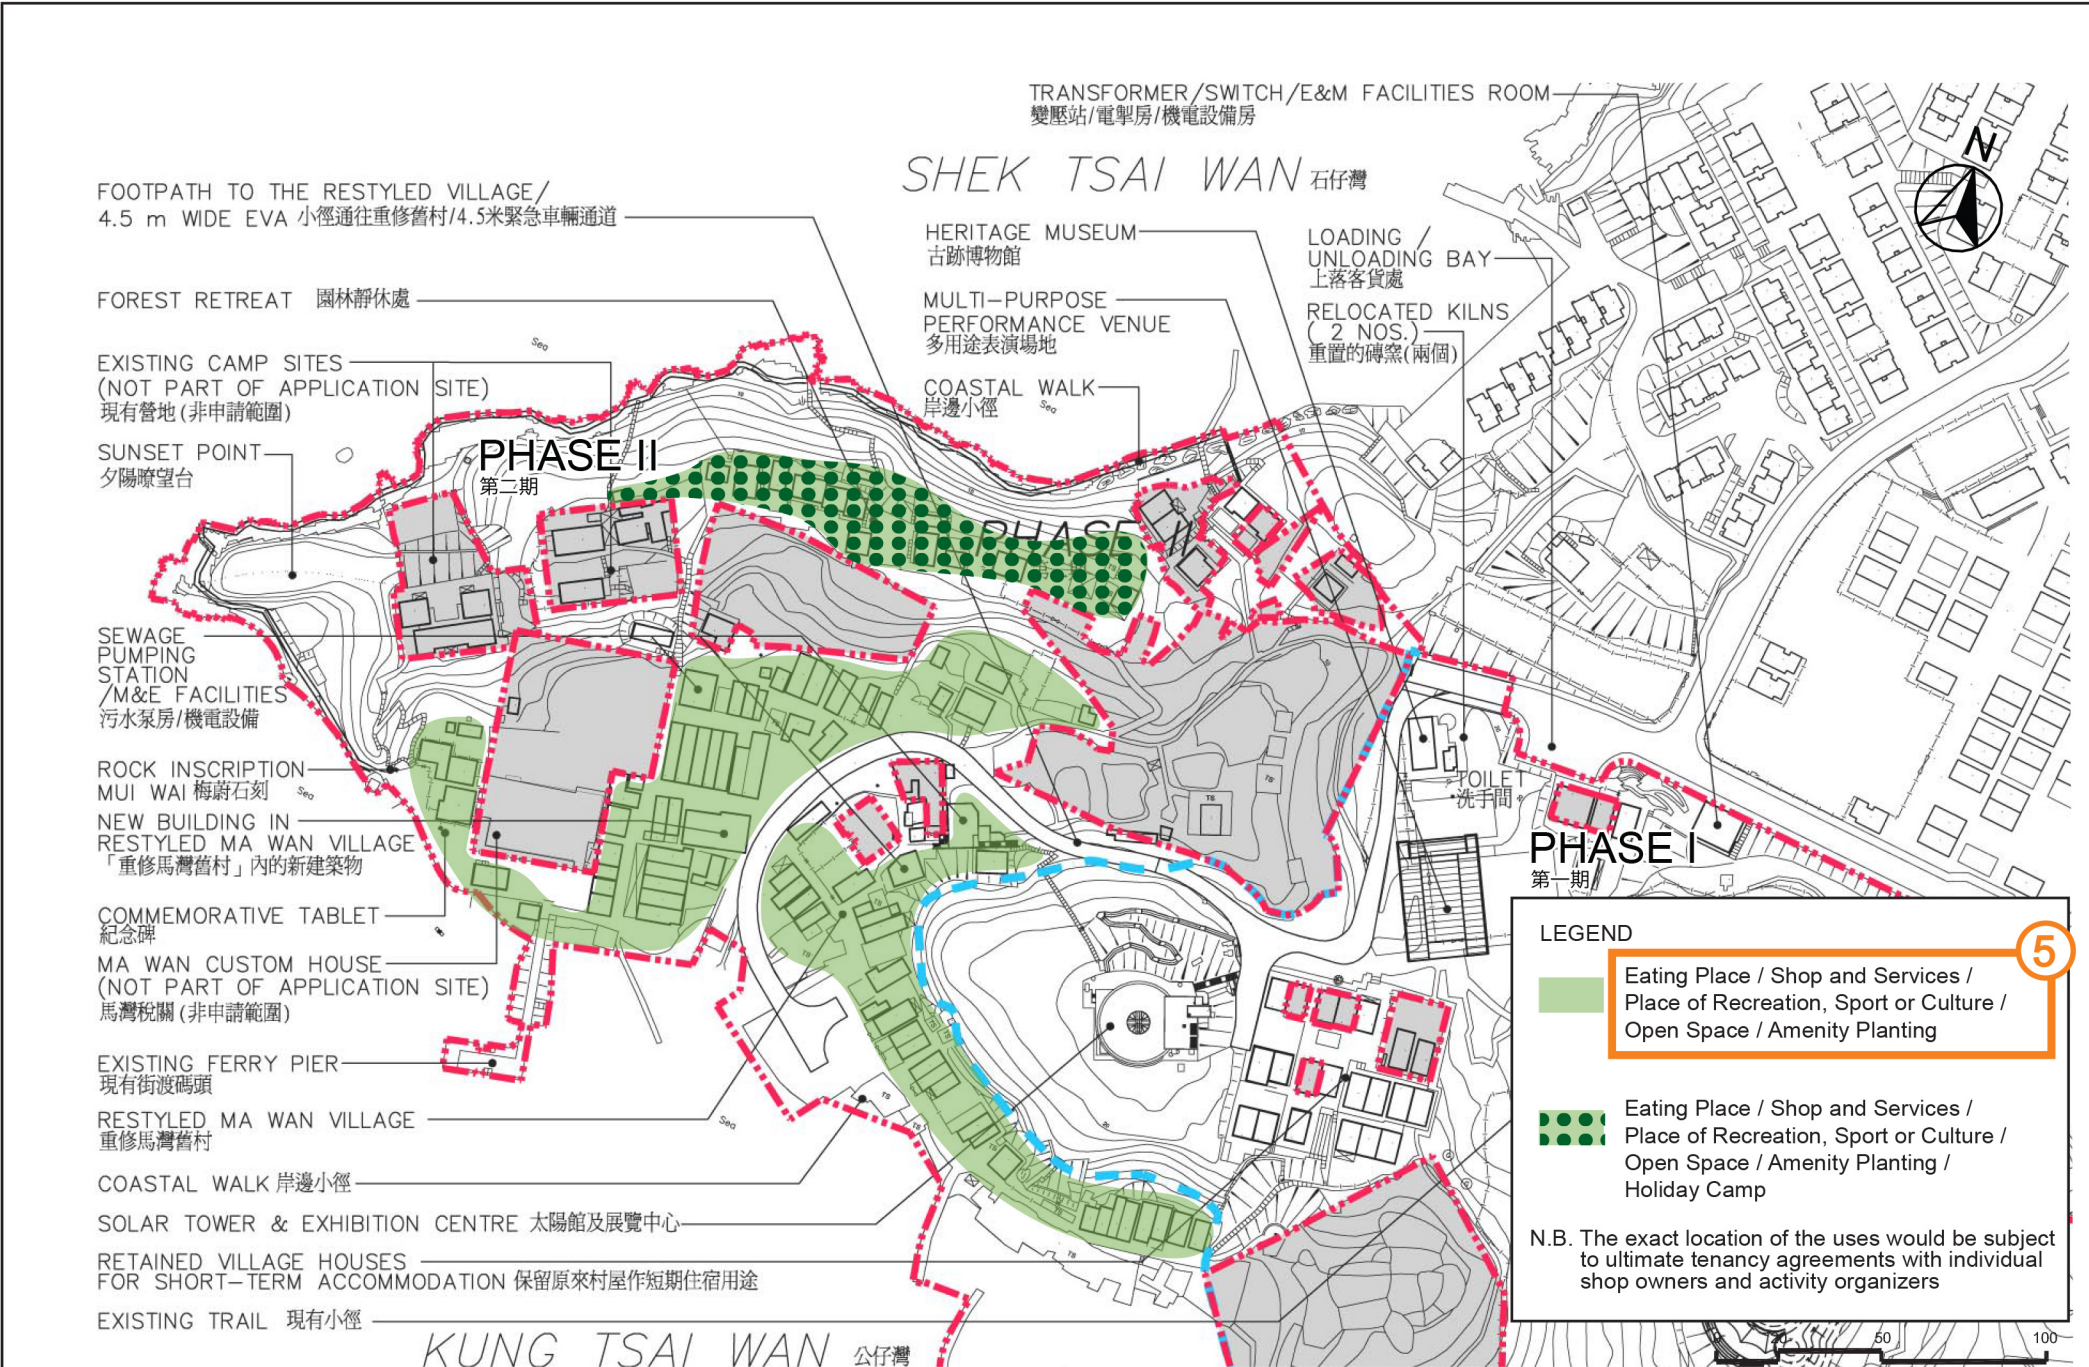 TRANSFORMER/SWITCH/E&M FACILITIES ROOM
變壓站/電掣房/機電設備房
SHEK TSAI WAN 石仔灣
N
FOOTPATH TO THE RESTYLED VILLAGE/
4.5 m WIDE EVA 小徑通往重修舊村/4.5米緊急車輛通道
HERITAGE MUSEUM
古跡博物館
LOADING /
UNLOADING BAY
上落客貨處
FOREST RETREAT 園林靜休處
MULTI-PURPOSE
PERFORMANCE VENUE
多用途表演場地
RELOCATED KILNS
( 2 NOS.)
重置的磚窯(兩個)
Sea
EXISTING CAMP SITES
(NOT PART OF APPLICATION SITE)
現有營地(非申請範圍)
COASTAL WALK
岸邊小徑
Sea
SUNSET POINT
夕陽瞭望台
PHASE II
第二期
PHASE II
SEWAGE
PUMPING
STATION
/M&E FACILITIES
污水泵房/機電設備
ROCK INSCRIPTION
MUI WAI 梅蔚石刻
Sea
TOILET
洗手間
NEW BUILDING IN
RESTYLED MA WAN VILLAGE
「重修馬灣舊村」內的新建築物
PHASE I
第一期
COMMEMORATIVE TABLET
紀念碑
MA WAN CUSTOM HOUSE
(NOT PART OF APPLICATION SITE)
馬灣稅關(非申請範圍)
EXISTING FERRY PIER
現有街渡碼頭
RESTYLED MA WAN VILLAGE
重修馬灣舊村
Sea
COASTAL WALK 岸邊小徑
SOLAR TOWER & EXHIBITION CENTRE 太陽館及展覽中心
RETAINED VILLAGE HOUSES
FOR SHORT-TERM ACCOMMODATION 保留原來村屋作短期住宿用途
EXISTING TRAIL 現有小徑
KUNG TSAI WAN 公仔灣
LEGEND
5
Eating Place / Shop and Services /
Place of Recreation, Sport or Culture /
Open Space / Amenity Planting
Eating Place / Shop and Services /
Place of Recreation, Sport or Culture /
Open Space / Amenity Planting /
Holiday Camp
N.B. The exact location of the uses would be subject
to ultimate tenancy agreements with individual
shop owners and activity organizers
50
100